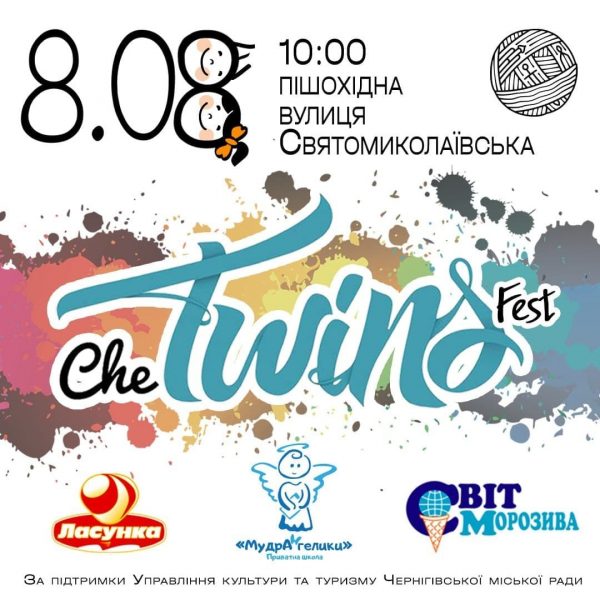 8.08
10:00
ПІШОХІДНА
ВУЛИЦЯ
СВЯТОМИКОЛАЇВСЬКА
Che Twins Fest
Ласунка
«МудрАнгелики»
Приватна школа
СВІТ
МОРОЗИВА
За підтримки Управління культури та туризму Чернігівської міської ради